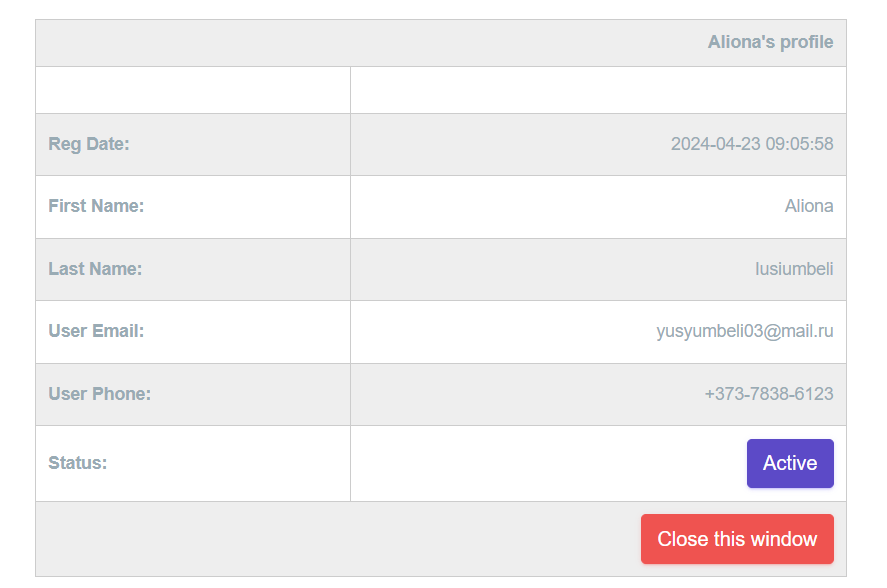 Aliona's profile
Reg Date: 2024-04-23 09:05:58
First Name: Aliona
Last Name: Iusiumbeli
User Email: yusyumbeli03@mail.ru
User Phone: +373-7838-6123
Status: Active
Close this window